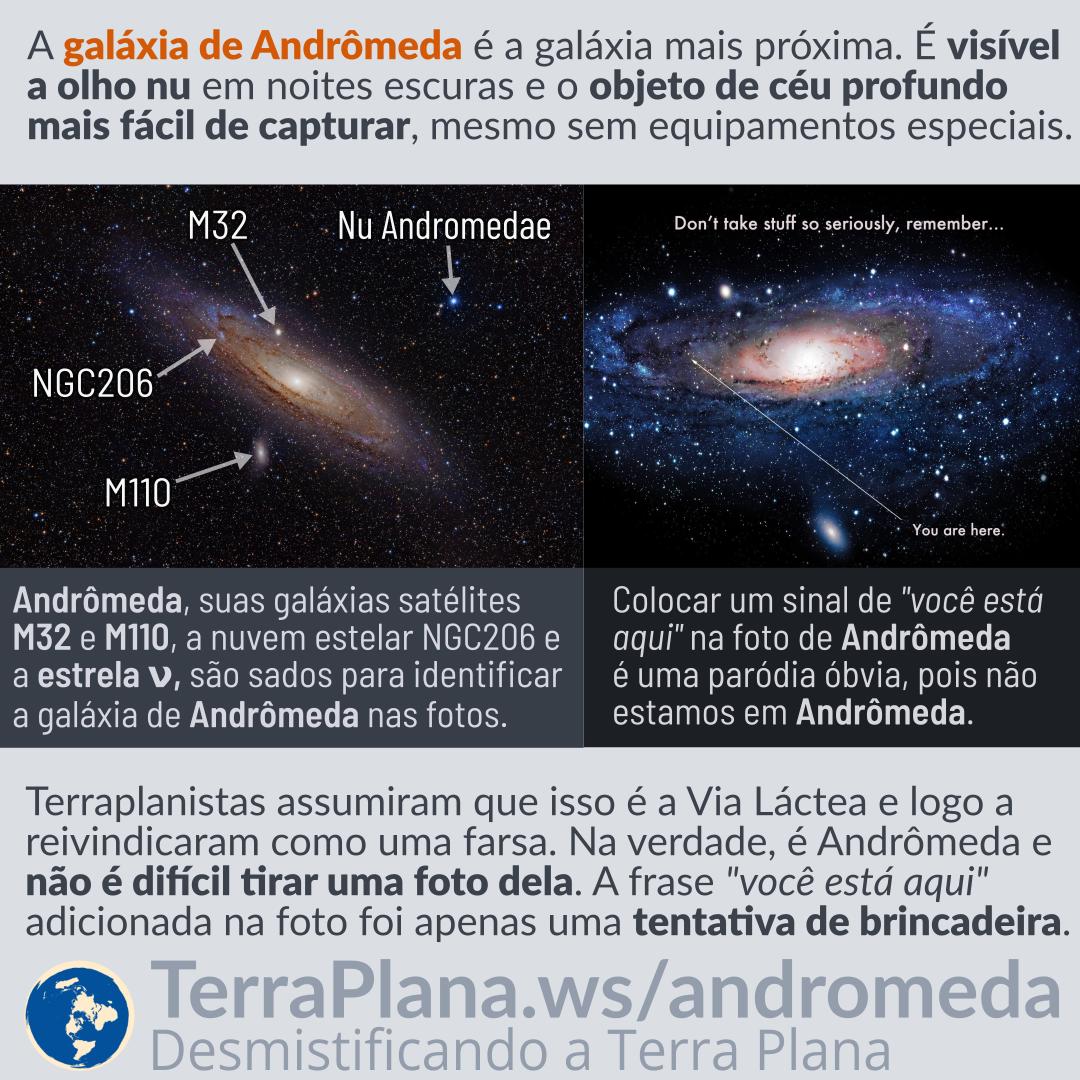 A galáxia de Andrômeda é a galáxia mais próxima. É visível
a olho nu em noites escuras e o objeto de céu profundo
mais fácil de capturar, mesmo sem equipamentos especiais.
M32
Nu Andromedae
NGC206
M110
Don't take stuff so seriously, remember...
You are here.
Andrômeda, suas galáxias satélites
M32 e M110, a nuvem estelar NGC206 e
a estrela ν, são sados para identificar
a galáxia de Andrômeda nas fotos.
Colocar um sinal de "você está
aqui" na foto de Andrômeda
é uma paródia óbvia, pois não
estamos em Andrômeda.
Terraplanistas assumiram que isso é a Via Láctea e logo a
reivindicaram como uma farsa. Na verdade, é Andrômeda e
não é difícil tirar uma foto dela. A frase "você está aqui"
adicionada na foto foi apenas uma tentativa de brincadeira.
TerraPlana.ws/andromeda
Desmistificando a Terra Plana